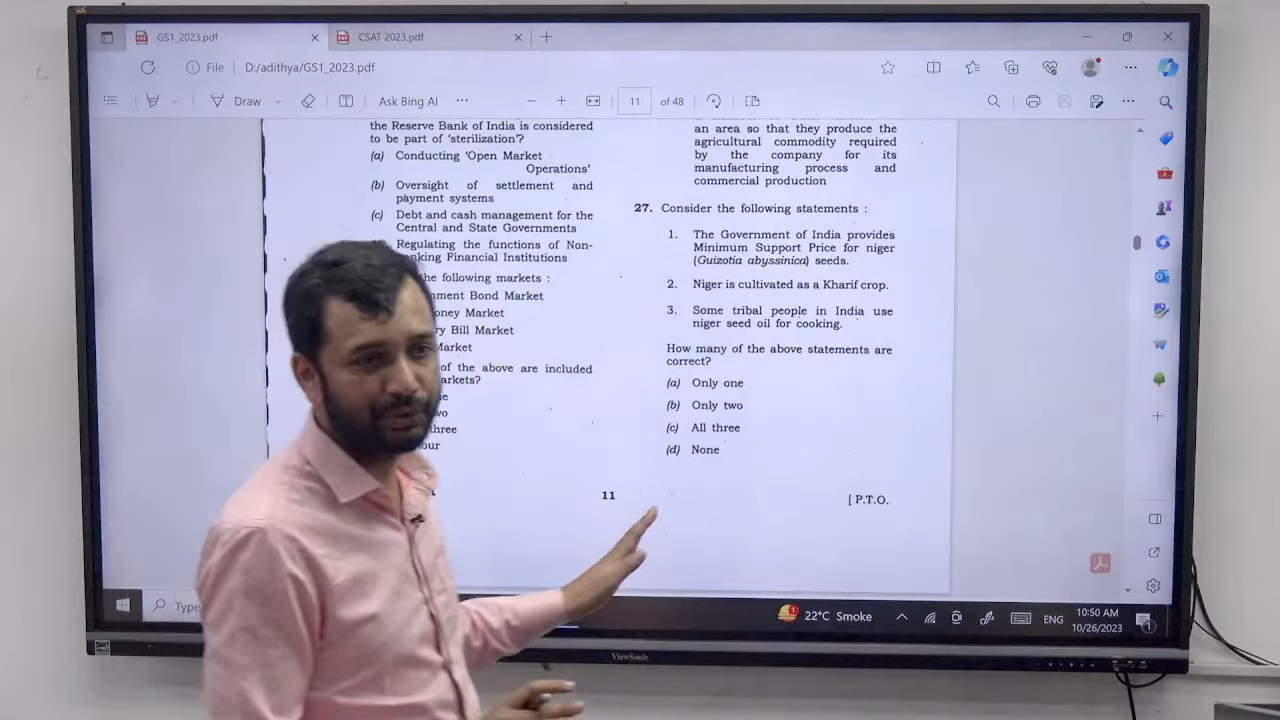 GS1_2023.pdf
CSAT 2023.pdf
File
D:/adithya/GS1_2023.pdf
Draw
Ask Bing AI
11 of 48
the Reserve Bank of India is considered
to be part of 'sterilization'?
(a) Conducting 'Open Market
Operations'
(b) Oversight of settlement and
payment systems
(c) Debt and cash management for the
Central and State Governments
Regulating the functions of Non-
Financial Institutions
the following markets :
Bond Market
Market
Bill Market
Market
of the above are included
three
11
an area so that they produce the
agricultural commodity required
by the company for its
manufacturing process and
commercial production
27. Consider the following statements :
1. The Government of India provides
Minimum Support Price for niger
(Guizotia abyssinica) seeds.
2. Niger is cultivated as a Kharif crop.
3. Some tribal people in India use
niger seed oil for cooking.
How many of the above statements are
correct?
(a) Only one
(b) Only two
(c) All three
(d) None
[ P.T.O.
Type
22°C Smoke
ENG
10:50 AM
10/26/2023
ViewSonic